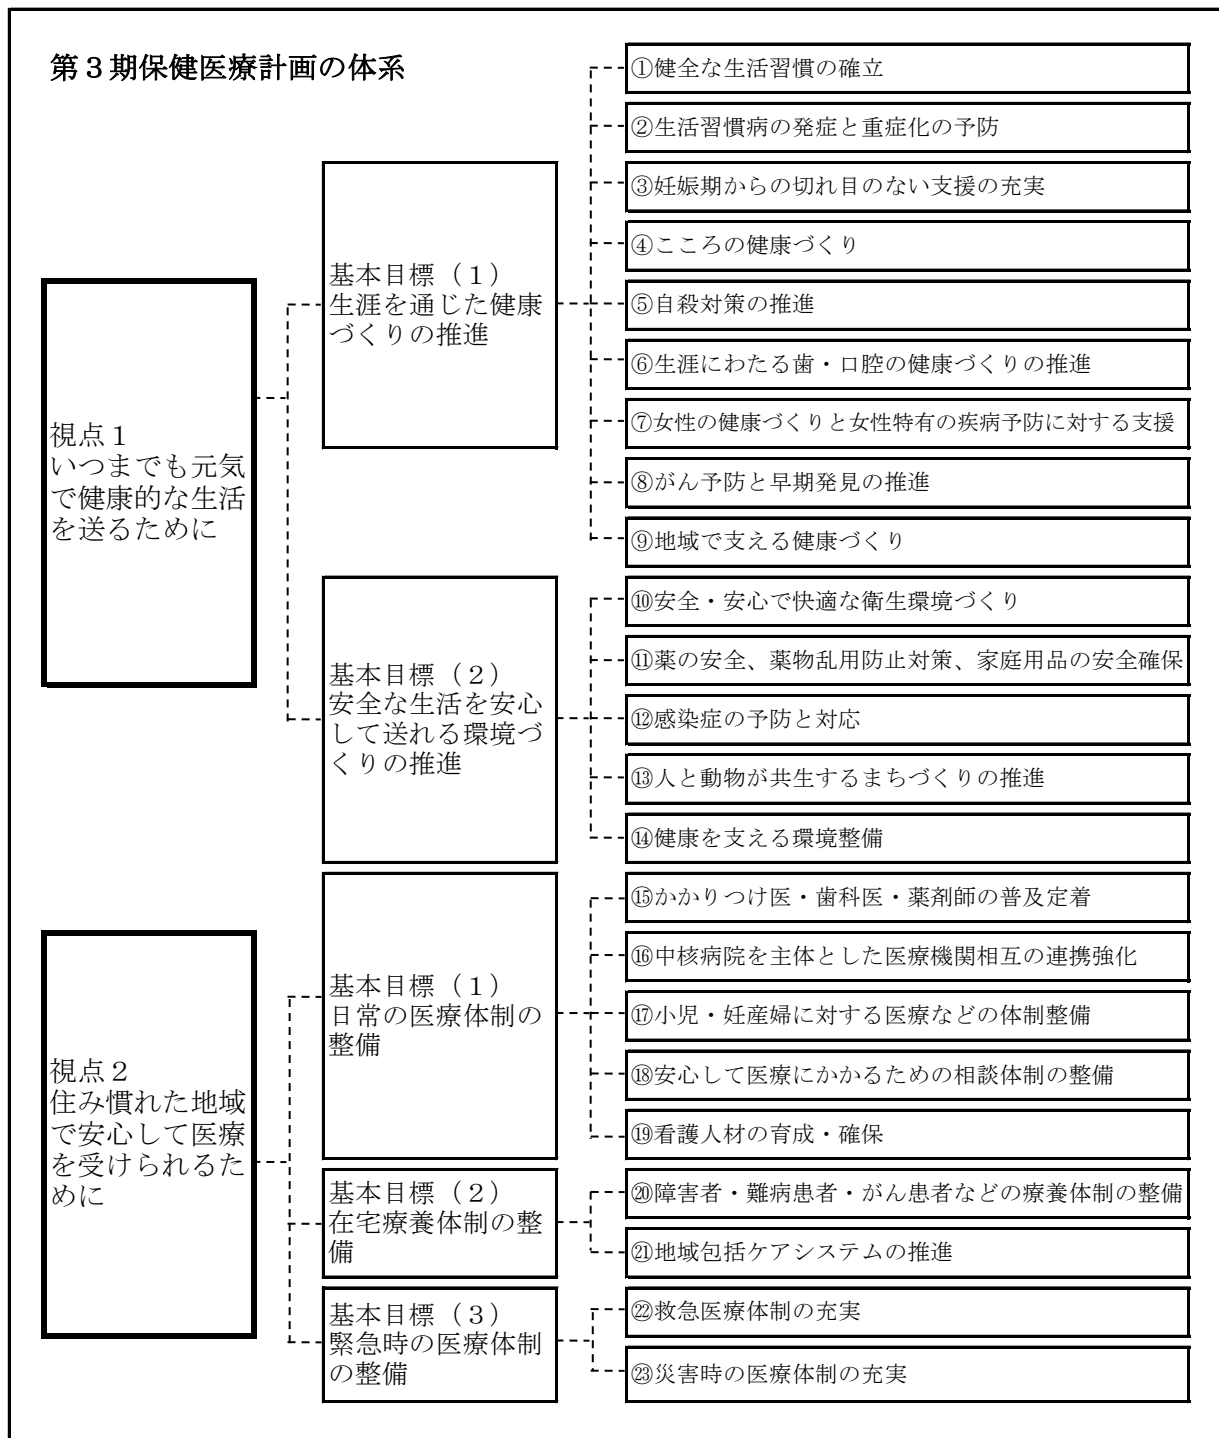 第３期保健医療計画の体系
視点１
いつまでも元気
で健康的な生活
を送るために
基本目標（１）
生涯を通じた健康
づくりの推進
①健全な生活習慣の確立
②生活習慣病の発症と重症化の予防
③妊娠期からの切れ目のない支援の充実
④こころの健康づくり
⑤自殺対策の推進
⑥生涯にわたる歯・口腔の健康づくりの推進
⑦女性の健康づくりと女性特有の疾病予防に対する支援
⑧がん予防と早期発見の推進
⑨地域で支える健康づくり
基本目標（２）
安全な生活を安心
して送れる環境づ
くりの推進
⑩安全・安心で快適な衛生環境づくり
⑪薬の安全、薬物乱用防止対策、家庭用品の安全確保
⑫感染症の予防と対応
⑬人と動物が共生するまちづくりの推進
⑭健康を支える環境整備
視点２
住み慣れた地域
で安心して医療
を受けられるた
めに
基本目標（１）
日常の医療体制の
整備
⑮かかりつけ医・歯科医・薬剤師の普及定着
⑯中核病院を主体とした医療機関相互の連携強化
⑰小児・妊産婦に対する医療などの体制整備
⑱安心して医療にかかるための相談体制の整備
⑲看護人材の育成・確保
基本目標（２）
在宅療養体制の整
備
⑳障害者・難病患者・がん患者などの療養体制の整備
㉑地域包括ケアシステムの推進
基本目標（３）
緊急時の医療体制
の整備
㉒救急医療体制の充実
㉓災害時の医療体制の充実